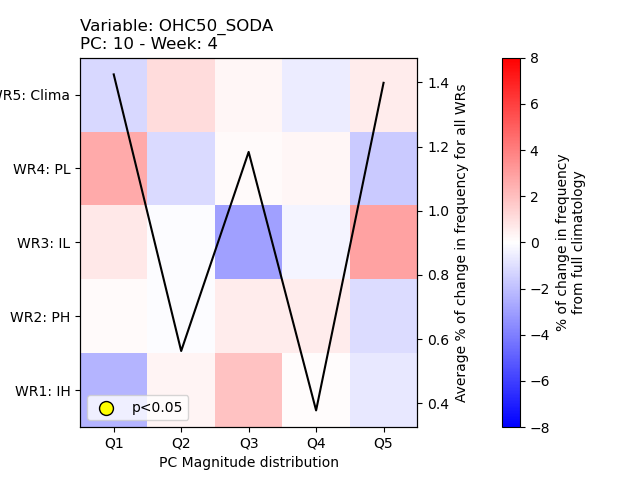 Variable: OHC50_SODA
PC: 10 - Week: 4
WR5: Clima
WR4: PL
WR3: IL
WR2: PH
WR1: IH
p<0.05
Q1 Q2 Q3 Q4 Q5
PC Magnitude distribution
1.4
1.2
1.0
0.8
0.6
0.4
Average % of change in frequency for all WRs
8
6
4
2
0
−2
−4
−6
−8
% of change in frequency
from full climatology